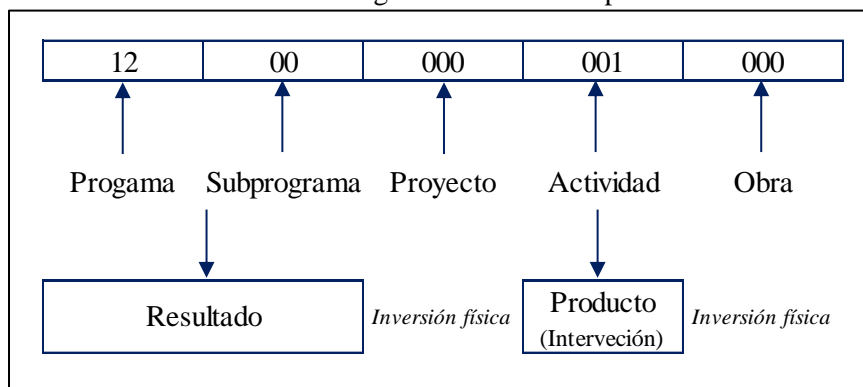 12 00 000 001 000
Progama Subprograma Proyecto Actividad Obra
Resultado Inversión física Producto Inversión física
(Interveción)